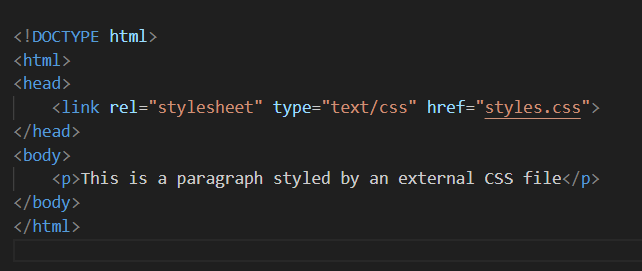 <!DOCTYPE html>
<html>
<head>
<link rel="stylesheet" type="text/css" href="styles.css">
</head>
<body>
<p>This is a paragraph styled by an external CSS file</p>
</body>
</html>